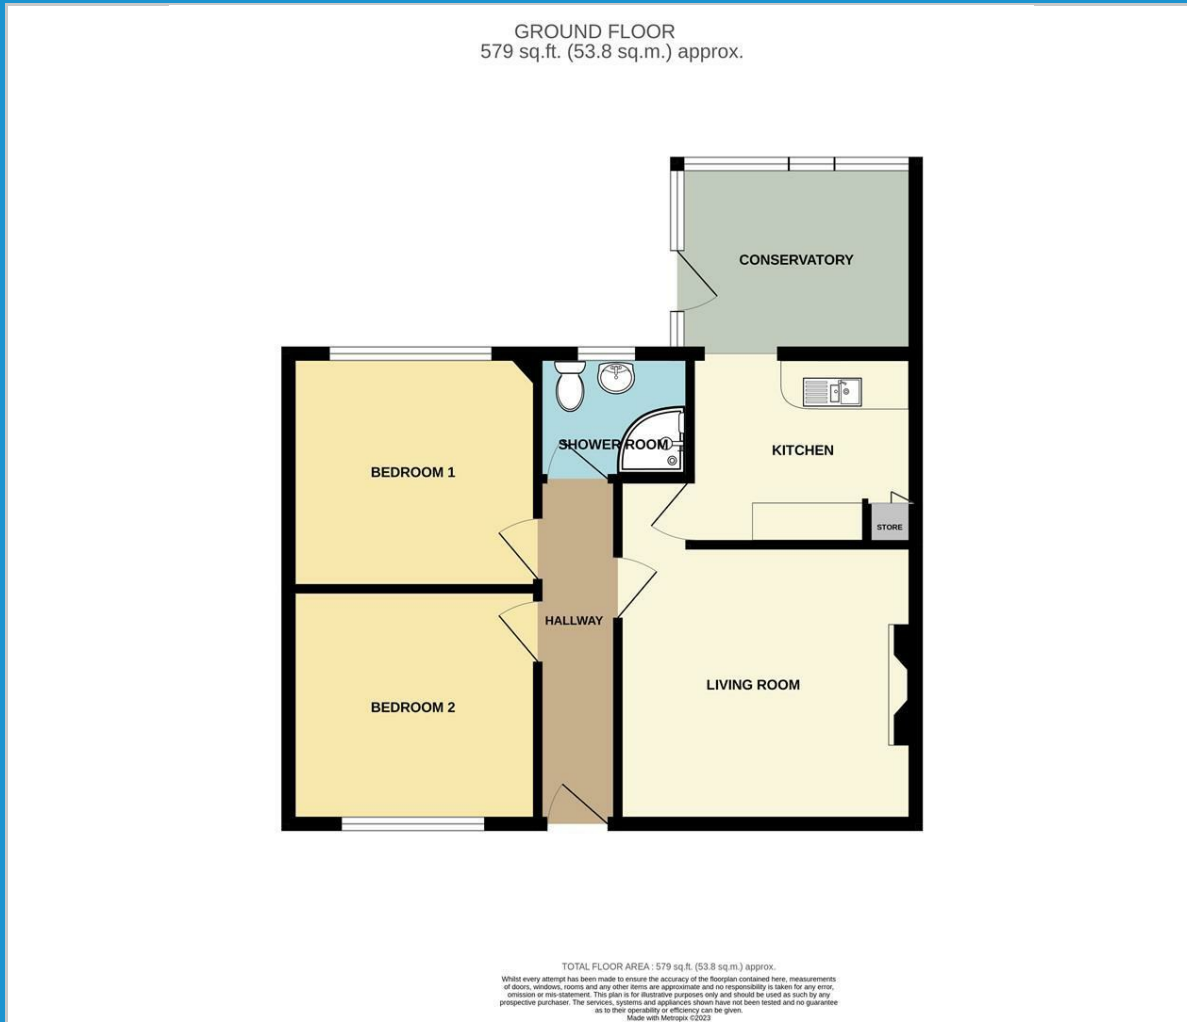 GROUND FLOOR
579 sq.ft. (53.8 sq.m.) approx.
CONSERVATORY
SHOWER ROOM
KITCHEN
BEDROOM 1
STORE
HALLWAY
LIVING ROOM
BEDROOM 2
TOTAL FLOOR AREA : 579 sq.ft. (53.8 sq.m.) approx.
Whilst every attempt has been made to ensure the accuracy of the floorplan contained here, measurements
of doors, windows, rooms and any other items are approximate and no responsibility is taken for any error,
omission or mis-statement. This plan is for illustrative purposes only and should be used as such by any
prospective purchaser. The services, systems and appliances shown have not been tested and no guarantee
as to their operability or efficiency can be given.
Made with Metropix ©2023